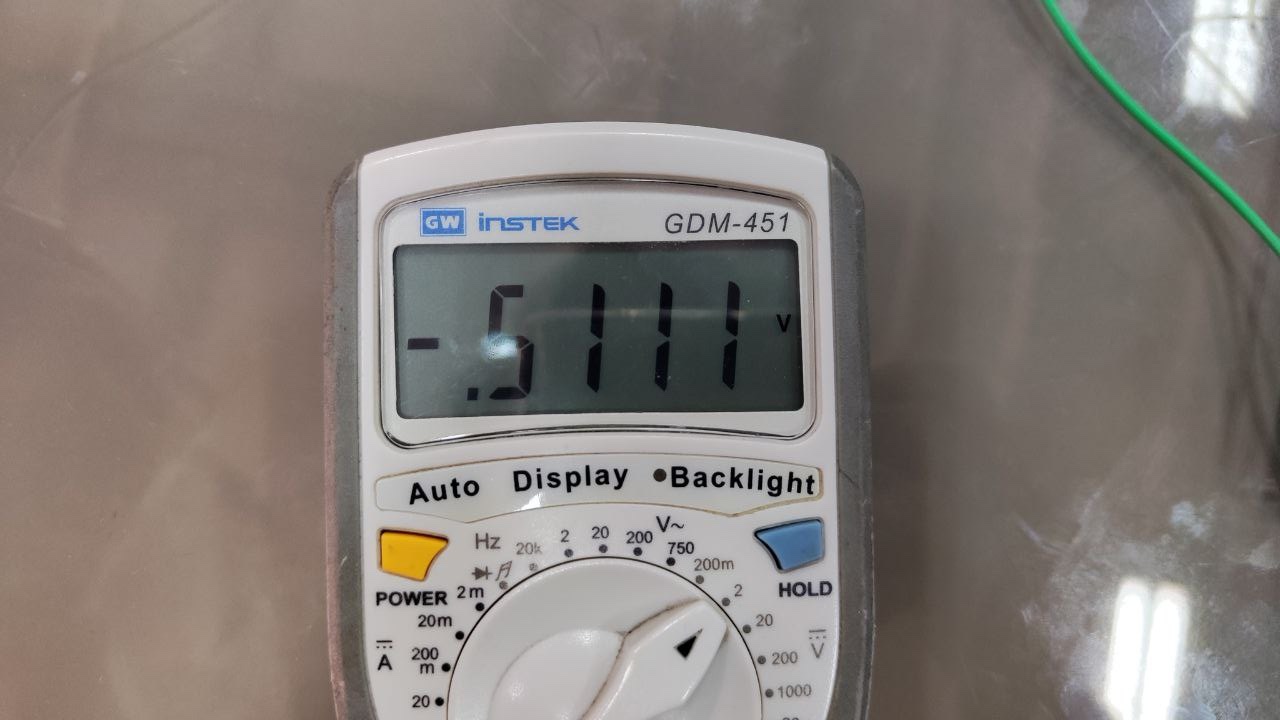 GW INSTEK GDM-451
-.5111 V
Auto Display •Backlight
POWER
HOLD
Hz 20k 2 20 200 V~ 750
200m
2
20
200
1000
V
2m
20m
200
m
20
A